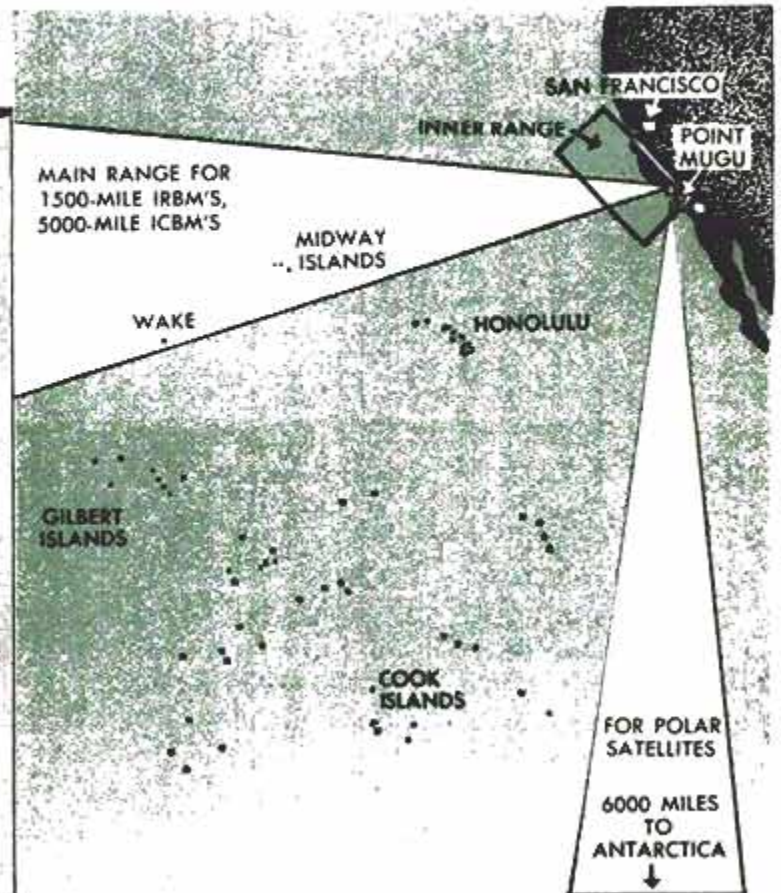 SAN FRANCISCO
INNER RANGE
POINT
MUGU
MAIN RANGE FOR
1500-MILE IRBM'S,
5000-MILE ICBM'S
MIDWAY
ISLANDS
WAKE
HONOLULU
GILBERT
ISLANDS
COOK
ISLANDS
FOR POLAR
SATELLITES
6000 MILES
TO
ANTARCTICA